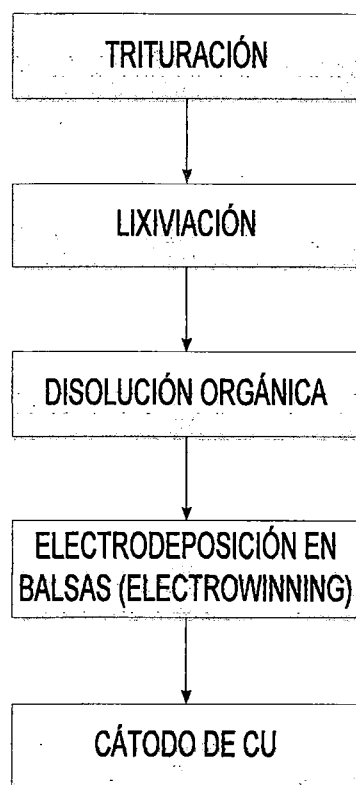 TRITURACIÓN
LIXIVIACIÓN
DISOLUCIÓN ORGÁNICA
ELECTRODEPOSICIÓN EN
BALSAS (ELECTROWINNING)
CÁTODO DE CU